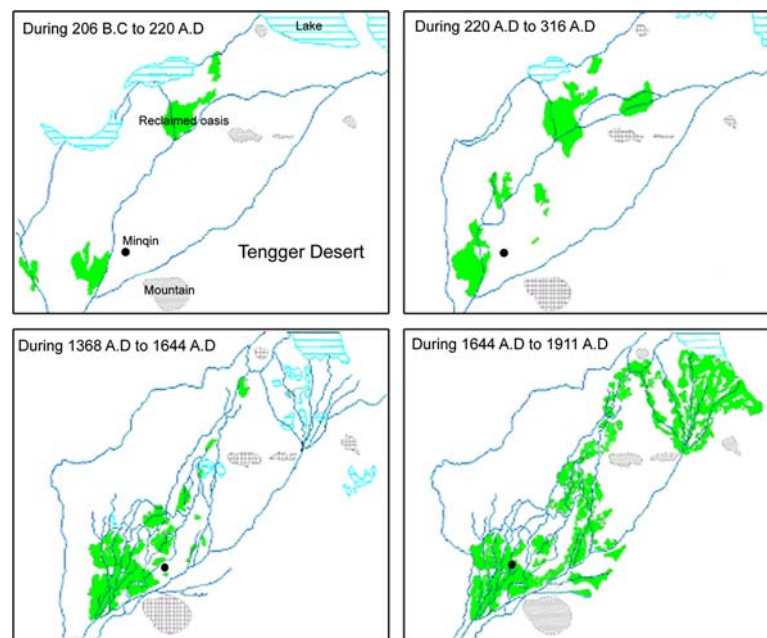 During 206 B.C to 220 A.D
Lake
Reclaimed oasis
Minqin
Tengger Desert
Mountain
During 220 A.D to 316 A.D
During 1368 A.D to 1644 A.D
During 1644 A.D to 1911 A.D